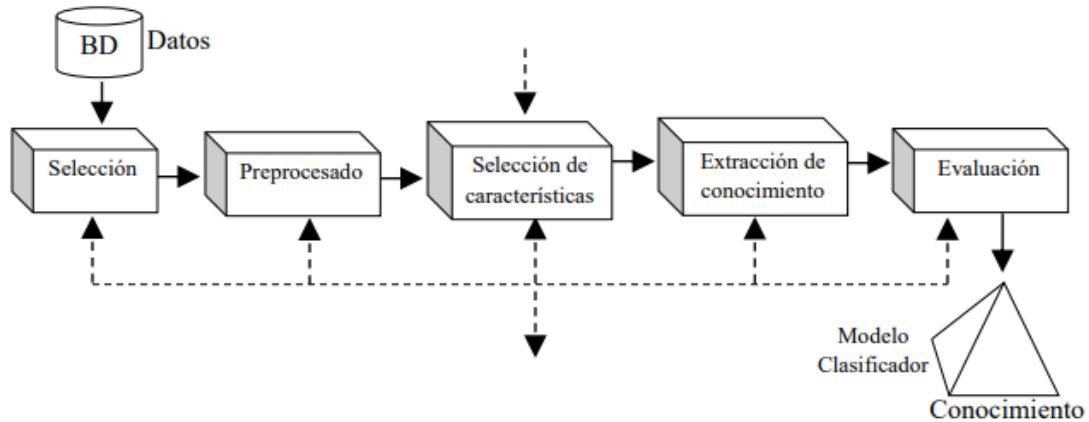 BD
Datos
Selección
Preprocesado
Selección de
características
Extracción de
conocimiento
Evaluación
Modelo
Clasificador
Conocimiento